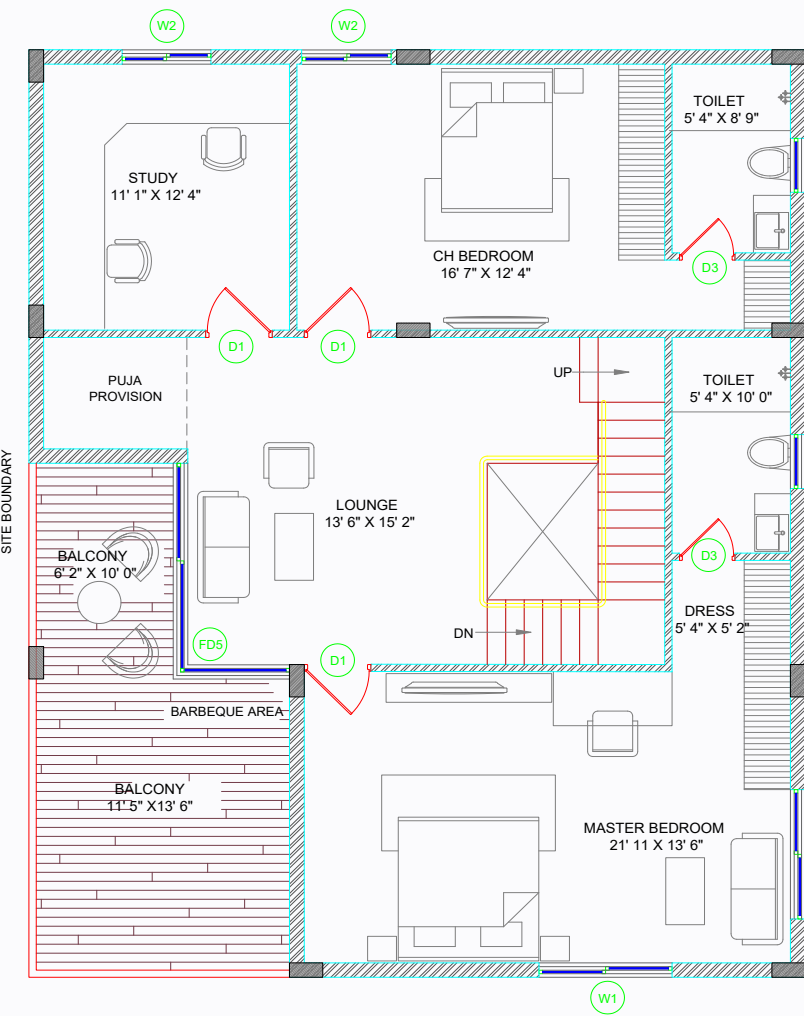 W2
W2
TOILET
5' 4" X 8' 9"
STUDY
11' 1" X 12' 4"
CH BEDROOM
16' 7" X 12' 4"
D3
D1
D1
UP
PUJA
PROVISION
TOILET
5' 4" X 10' 0"
SITE BOUNDARY
LOUNGE
13' 6" X 15' 2"
BALCONY
6' 2" X 10' 0"
D3
DRESS
5' 4" X 5' 2"
DN
FD5
D1
BARBEQUE AREA
BALCONY
11' 5" X13' 6"
MASTER BEDROOM
21' 11 X 13' 6"
W1